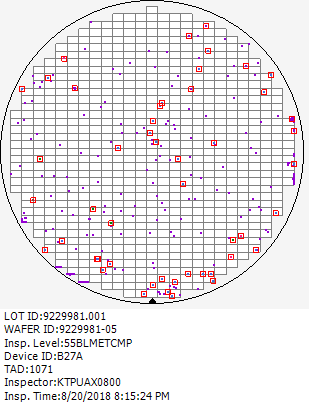 LOT ID:9229981.001
WAFER ID:9229981-05
Insp. Level:55BLMETCMP
Device ID:B27A
TAD:1071
Inspector:KTPUAX0800
Insp. Time:8/20/2018 8:15:24 PM